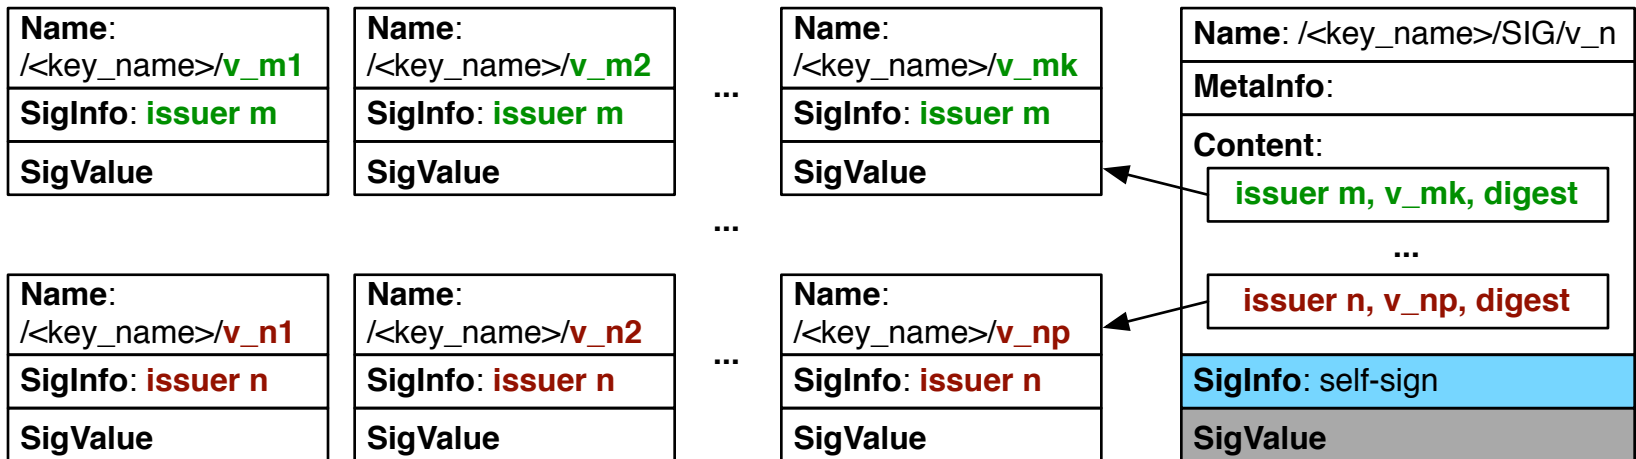 Name:
/<key_name>/v_m1
SigInfo: issuer m
SigValue
Name:
/<key_name>/v_m2
SigInfo: issuer m
SigValue
...
Name:
/<key_name>/v_mk
SigInfo: issuer m
SigValue
...
Name:
/<key_name>/v_n1
SigInfo: issuer n
SigValue
Name:
/<key_name>/v_n2
SigInfo: issuer n
SigValue
...
Name:
/<key_name>/v_np
SigInfo: issuer n
SigValue
Name: /<key_name>/SIG/v_n
MetaInfo:
Content:
issuer m, v_mk, digest
...
issuer n, v_np, digest
SigInfo: self-sign
SigValue